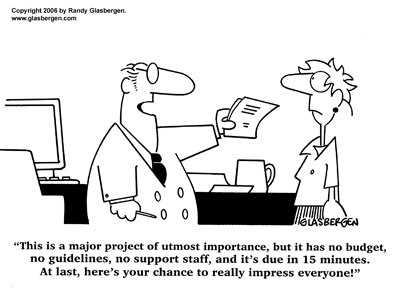 Copyright 2006 by Randy Glasbergen.
www.glasbergen.com
GLASBERGEN
"This is a major project of utmost importance, but it has no budget,
no guidelines, no support staff, and it's due in 15 minutes.
At last, here's your chance to really impress everyone!"